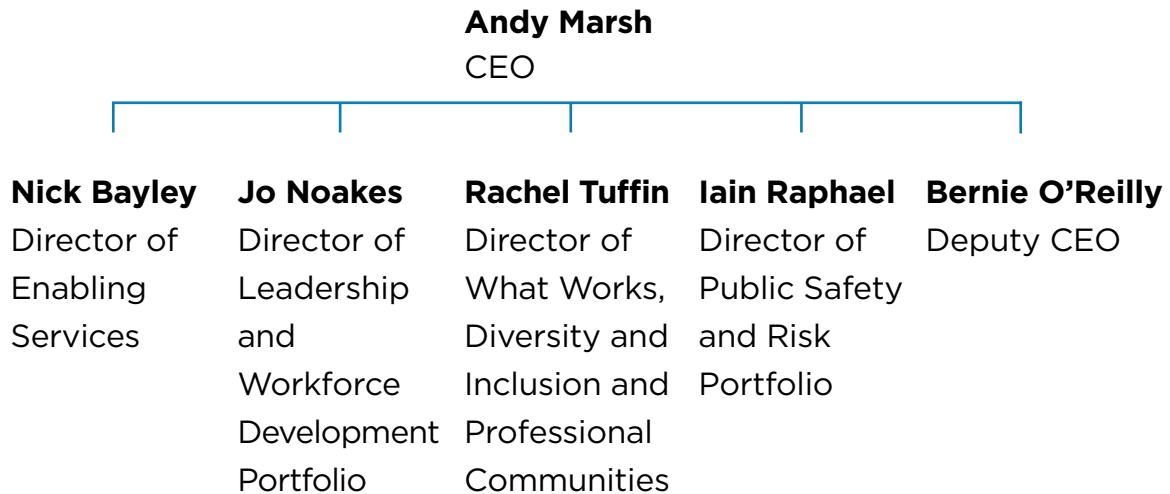 Andy Marsh
CEO
Nick Bayley
Director of
Enabling
Services
Jo Noakes
Director of
Leadership
and
Workforce
Development
Portfolio
Rachel Tuffin
Director of
What Works,
Diversity and
Inclusion and
Professional
Communities
Iain Raphael
Director of
Public Safety
and Risk
Portfolio
Bernie O’Reilly
Deputy CEO